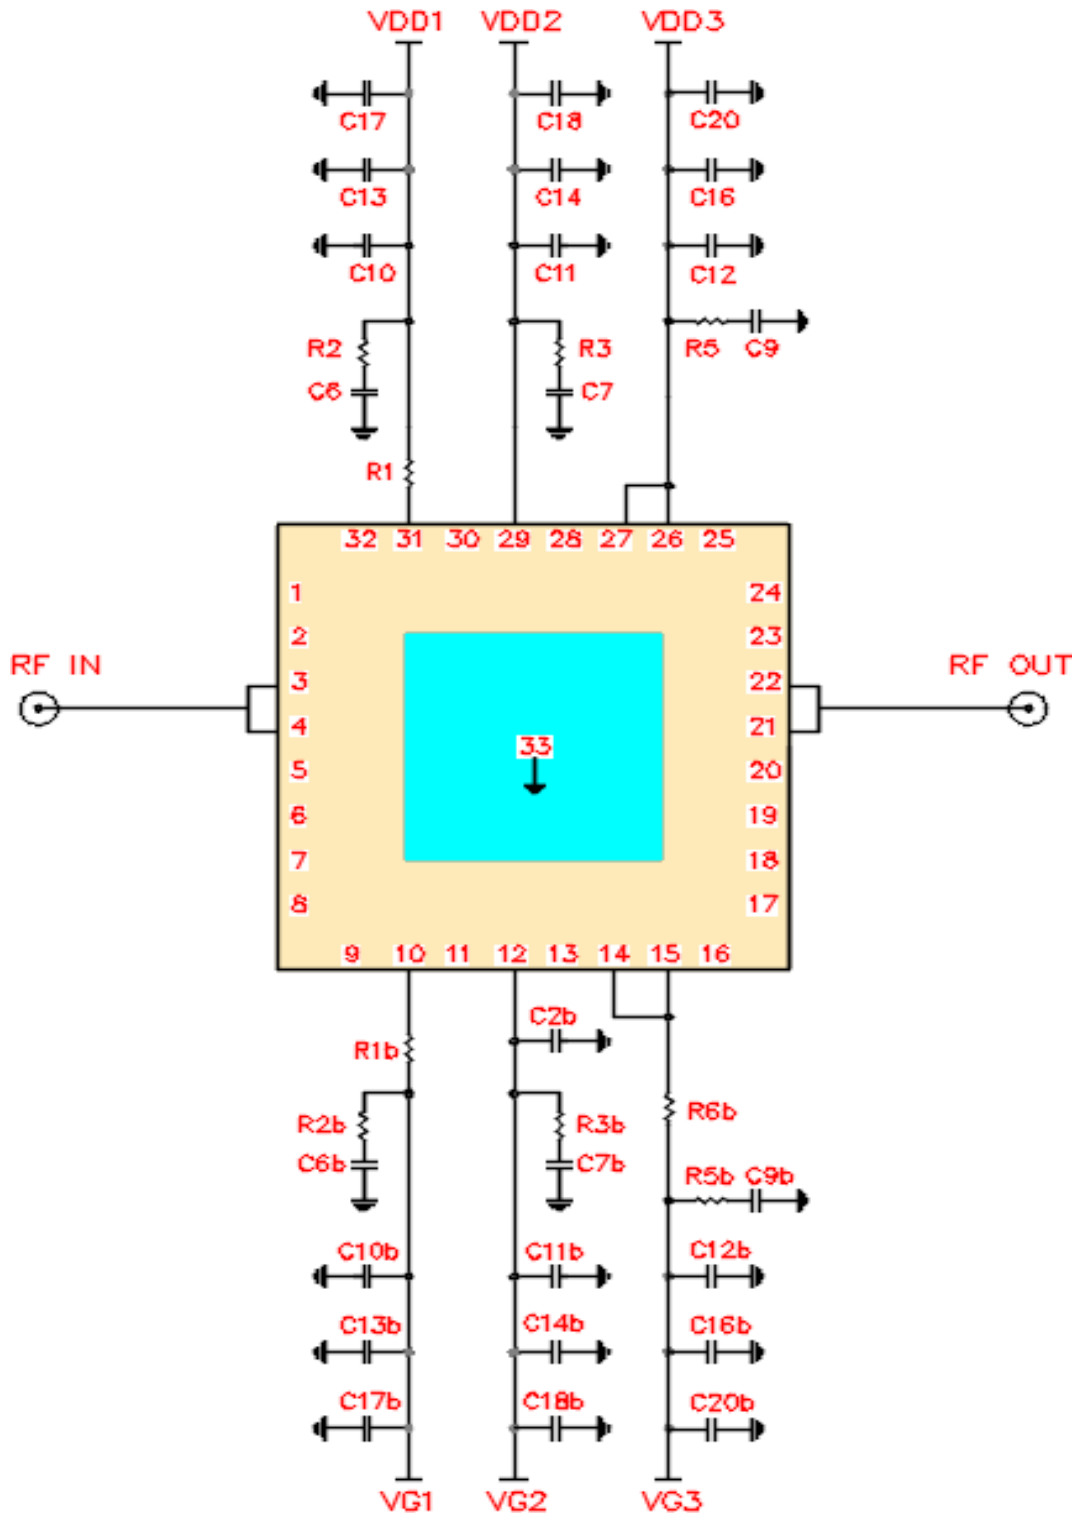 VDD1 VDD2 VDD3
C17 C18 C20
C13 C14 C16
C10 C11 C12
R2 R3 R5 C9
C6 C7
R1
32 31 30 29 28 27 26 25
1 24
2 23
RF IN RF OUT
3 22
4 21
33
5 20
6 19
7 18
8 17
9 10 11 12 13 14 15 16
C2b
R1b
R6b
R2b R3b
C6b C7b R5b C9b
C10b C11b C12b
C13b C14b C16b
C17b C18b C20b
VG1 VG2 VG3